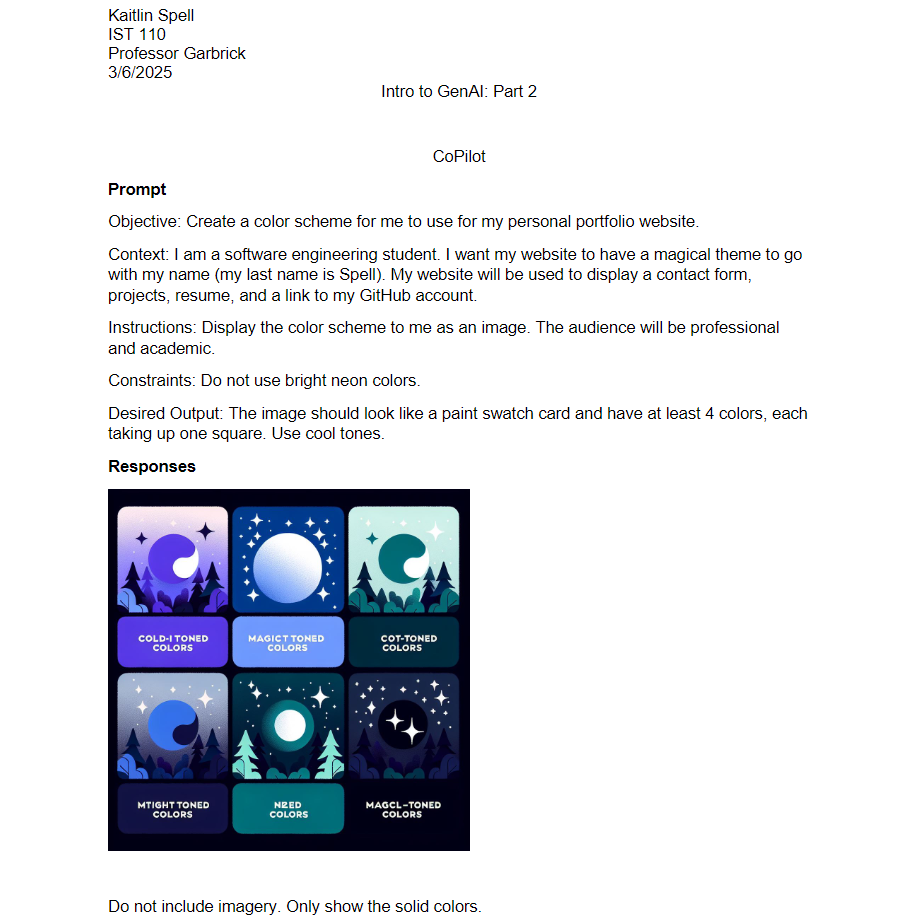 Kaitlin Spell
IST 110
Professor Garbrick
3/6/2025
Intro to GenAI: Part 2
CoPilot
Prompt
Objective: Create a color scheme for me to use for my personal portfolio website.
Context: I am a software engineering student. I want my website to have a magical theme to go
with my name (my last name is Spell). My website will be used to display a contact form,
projects, resume, and a link to my GitHub account.
Instructions: Display the color scheme to me as an image. The audience will be professional
and academic.
Constraints: Do not use bright neon colors.
Desired Output: The image should look like a paint swatch card and have at least 4 colors, each
taking up one square. Use cool tones.
Responses
COLD-I TONED
COLORS
MAGICT TONED
COLORS
COT-TONED
COLORS
MTIGHT TONED
COLORS
NƧED
COLORS
MAGCL-TONED
COLORS
Do not include imagery. Only show the solid colors.